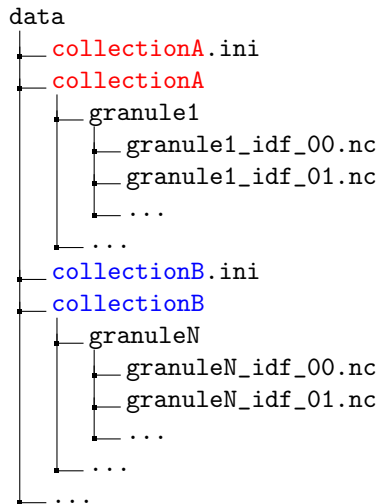 data
collectionA.ini
collectionA
granule1
granule1_idf_00.nc
granule1_idf_01.nc
...
...
collectionB.ini
collectionB
granuleN
granuleN_idf_00.nc
granuleN_idf_01.nc
...
...
...